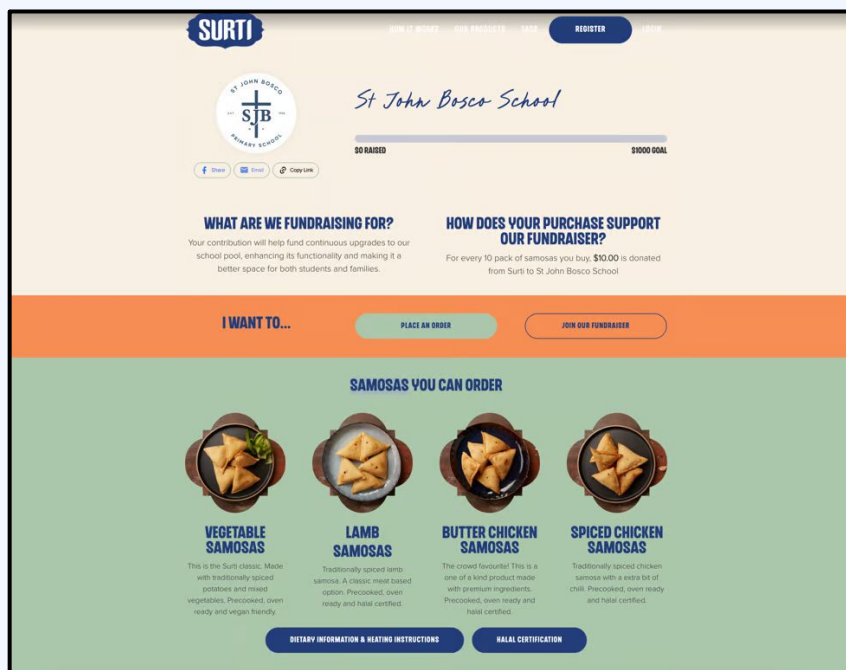 SURTI
HOW IT WORKS OUR PRODUCTS FAQS REGISTER LOGIN
ST JOHN BOSCO
SJB
PRIMARY SCHOOL
St John Bosco School
$0 RAISED $1000 GOAL
Share Email Copy Link
WHAT ARE WE FUNDRAISING FOR?
Your contribution will help fund continuous upgrades to our
school pool, enhancing its functionality and making it a
better space for both students and families.
HOW DOES YOUR PURCHASE SUPPORT
OUR FUNDRAISER?
For every 10 pack of samosas you buy, $10.00 is donated
from Surti to St John Bosco School
I WANT TO...
PLACE AN ORDER
JOIN OUR FUNDRAISER
SAMOSAS YOU CAN ORDER
VEGETABLE
SAMOSAS
This is the Surti classic. Made
with traditionally spiced
potatoes and mixed
vegetables. Precooked, oven
ready and vegan friendly.
LAMB
SAMOSAS
Traditionally spiced lamb
samosa. A classic meat based
option. Precooked, oven
ready and halal certified.
BUTTER CHICKEN
SAMOSAS
The crowd favourite! This is a
one of a kind product made
with premium ingredients.
Precooked, oven ready and
halal certified.
SPICED CHICKEN
SAMOSAS
Traditionally spiced chicken
samosa with a extra bit of
chilli. Precooked, oven ready
and halal certified.
DIETARY INFORMATION & HEATING INSTRUCTIONS
HALAL CERTIFICATION